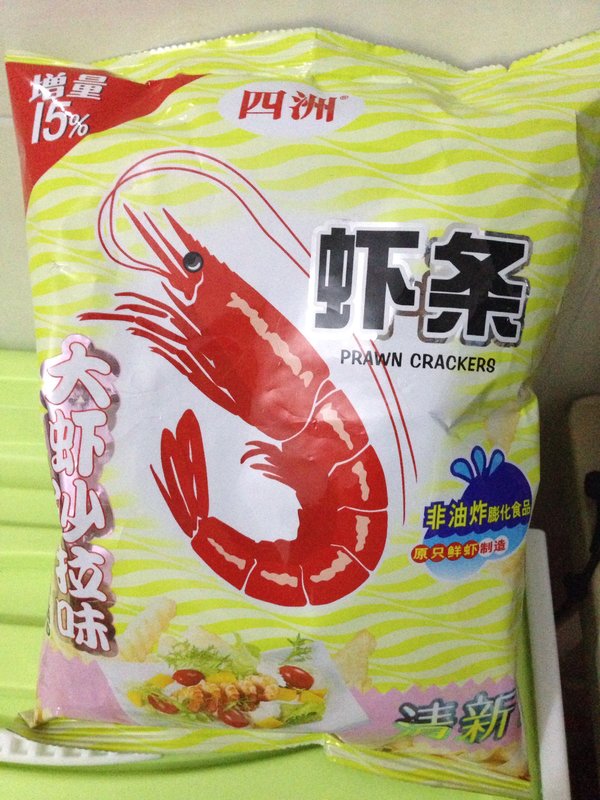 增量
15%
四洲®
虾条
PRAWN CRACKERS
大虾沙拉味
非油炸膨化食品
原只鲜虾制造
清新